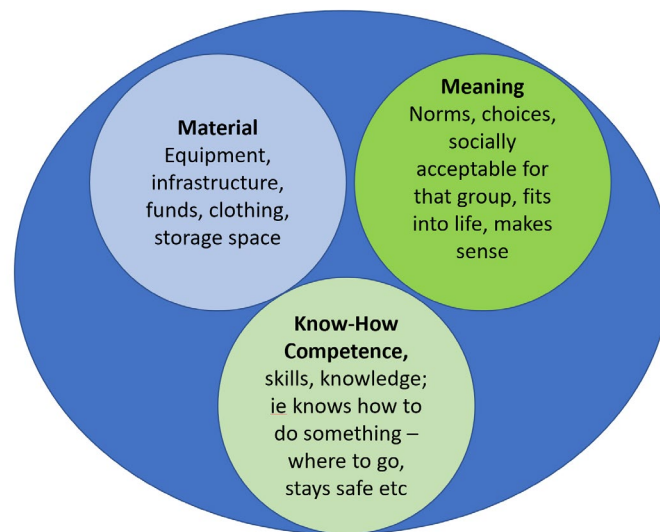 Material
Equipment,
infrastructure,
funds, clothing,
storage space
Meaning
Norms, choices,
socially
acceptable for
that group, fits
into life, makes
sense
Know-How
Competence,
skills, knowledge;
ie knows how to
do something –
where to go,
stays safe etc